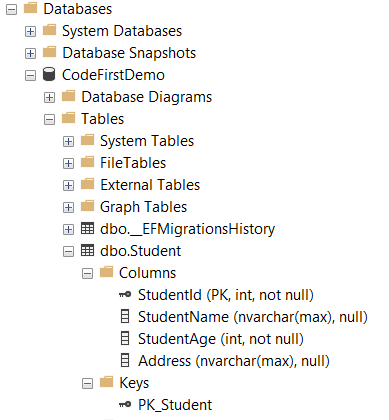 Databases
System Databases
Database Snapshots
CodeFirstDemo
Database Diagrams
Tables
System Tables
FileTables
External Tables
Graph Tables
dbo.__EFMigrationsHistory
dbo.Student
Columns
StudentId (PK, int, not null)
StudentName (nvarchar(max), null)
StudentAge (int, not null)
Address (nvarchar(max), null)
Keys
PK_Student